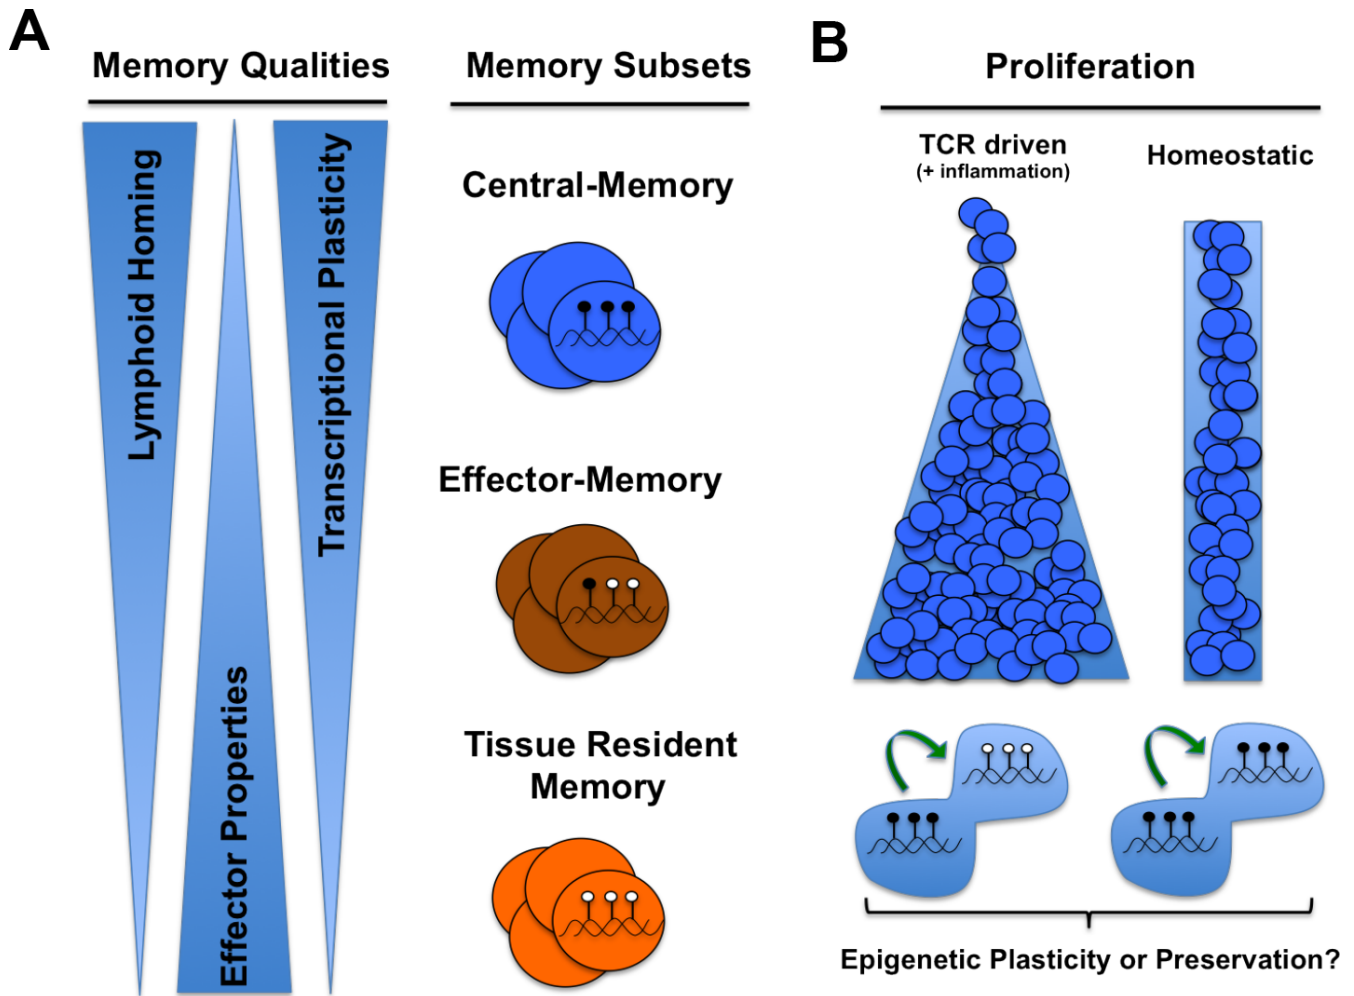 A
Memory Qualities
Lymphoid Homing
Effector Properties
Transcriptional Plasticity
Memory Subsets
Central-Memory
Effector-Memory
Tissue Resident
Memory
B
Proliferation
TCR driven
(+ inflammation)
Homeostatic
Epigenetic Plasticity or Preservation?